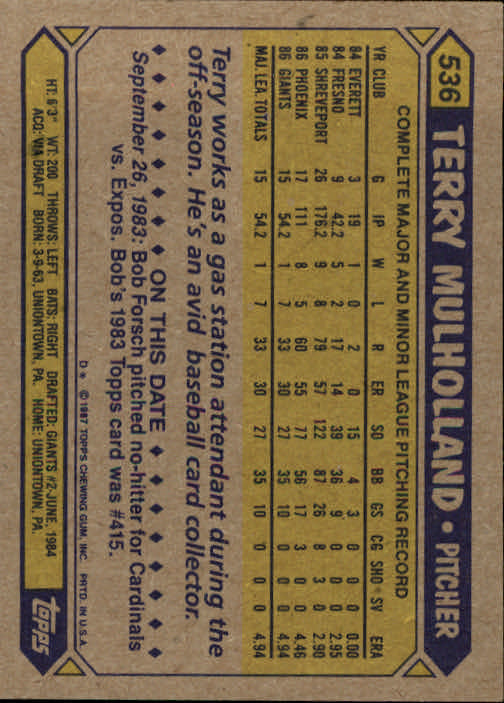 536 TERRY MULHOLLAND • PITCHER
COMPLETE MAJOR AND MINOR LEAGUE PITCHING RECORD
YR CLUB G IP W L R ER SO BB GS CG SHO SV ERA
84 EVERETT 3 19 1 0 2 0 15 4 3 0 0 0 0.00
84 FRESNO 9 42.2 5 2 17 14 39 36 9 0 0 0 2.95
85 SHREVEPORT 26 176.2 9 8 79 57 122 87 26 8 3 0 2.90
86 PHOENIX 17 111 8 5 60 55 77 56 17 3 0 0 4.46
86 GIANTS 15 54.2 1 7 33 30 27 35 10 0 0 0 4.94
MAJ.LEA. TOTALS 15 54.2 1 7 33 30 27 35 10 0 0 0 4.94
Terry works as a gas station attendant during the
off-season. He's an avid baseball card collector.
♦ ♦ ♦ ♦ ♦ ON THIS DATE ♦ ♦ ♦ ♦ ♦
September 26, 1983: Bob Forsch pitched no-hitter for Cardinals
vs. Expos. Bob's 1983 Topps card was #415.
D* ©1987 TOPPS CHEWING GUM, INC. PRTD. IN U.S.A.
HT: 6'3" WT: 200 THROWS: LEFT BATS: RIGHT DRAFTED: GIANTS #2-JUNE, 1984
ACQ: VIA DRAFT BORN: 3-9-63, UNIONTOWN, PA. HOME: UNIONTOWN, PA.
TOPPS